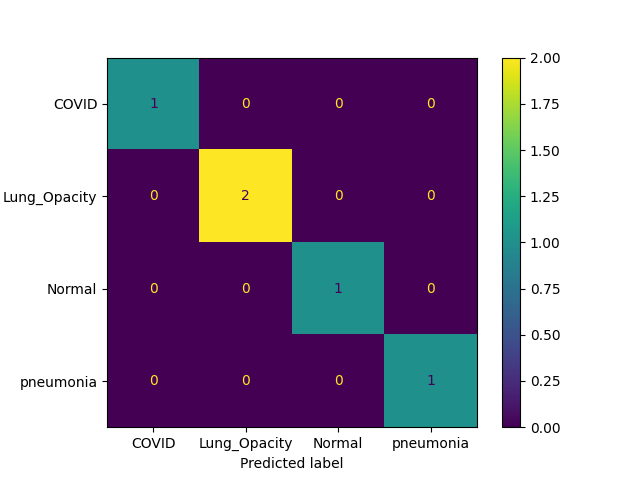 COVID 1 0 0 0
Lung_Opacity 0 2 0 0
Normal 0 0 1 0
pneumonia 0 0 0 1
COVID Lung_Opacity Normal pneumonia
Predicted label
2.00
1.75
1.50
1.25
1.00
0.75
0.50
0.25
0.00